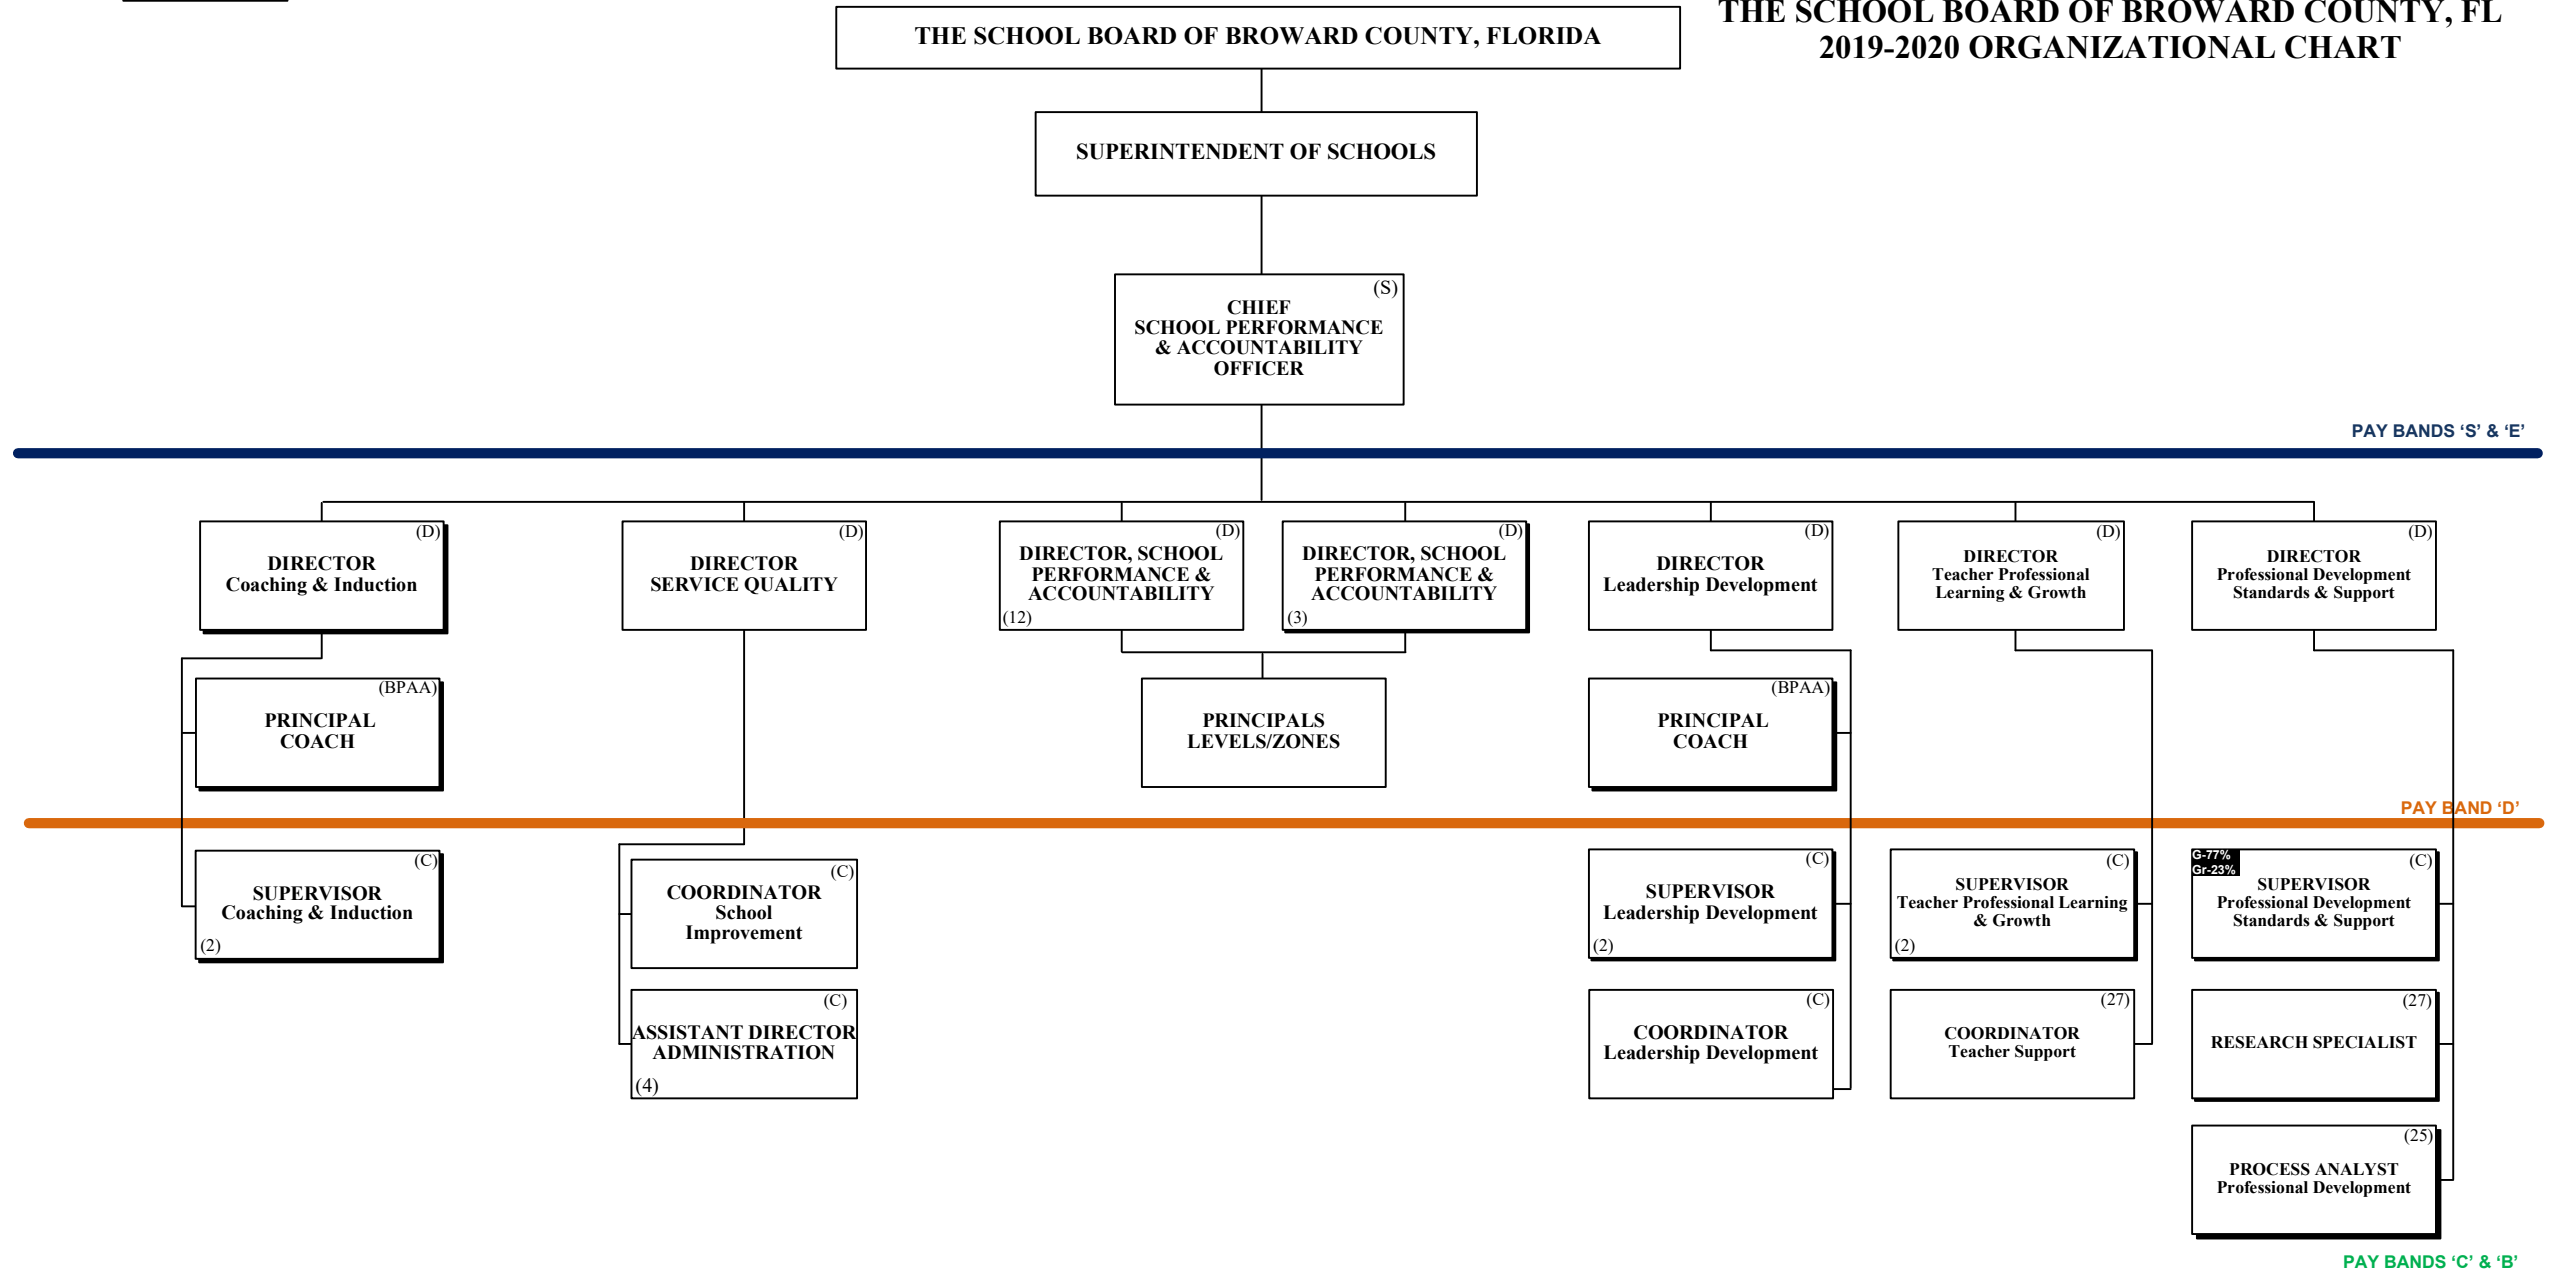 THE SCHOOL BOARD OF BROWARD COUNTY, FL
2019-2020 ORGANIZATIONAL CHART
THE SCHOOL BOARD OF BROWARD COUNTY, FLORIDA
SUPERINTENDENT OF SCHOOLS
(S)
CHIEF
SCHOOL PERFORMANCE
& ACCOUNTABILITY
OFFICER
PAY BANDS ‘S’ & ‘E’
(D)
DIRECTOR
Coaching & Induction
(D)
DIRECTOR
SERVICE QUALITY
(D)
DIRECTOR, SCHOOL
PERFORMANCE &
ACCOUNTABILITY
(12)
(D)
DIRECTOR, SCHOOL
PERFORMANCE &
ACCOUNTABILITY
(3)
(D)
DIRECTOR
Leadership Development
(D)
DIRECTOR
Teacher Professional
Learning & Growth
(D)
DIRECTOR
Professional Development
Standards & Support
(BPAA)
PRINCIPAL
COACH
PRINCIPALS
LEVELS/ZONES
(BPAA)
PRINCIPAL
COACH
PAY BAND ‘D’
(C)
SUPERVISOR
Coaching & Induction
(2)
(C)
COORDINATOR
School
Improvement
(C)
SUPERVISOR
Leadership Development
(2)
(C)
SUPERVISOR
Teacher Professional Learning
& Growth
(2)
G-77%
Gr-23%
(C)
SUPERVISOR
Professional Development
Standards & Support
(C)
ASSISTANT DIRECTOR
ADMINISTRATION
(4)
(C)
COORDINATOR
Leadership Development
(27)
COORDINATOR
Teacher Support
(27)
RESEARCH SPECIALIST
(25)
PROCESS ANALYST
Professional Development
PAY BANDS ‘C’ & ‘B’